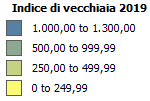 Indice di vecchiaia 2019
1.000,00 to 1.300,00
500,00 to 999,99
250,00 to 499,99
0 to 249,99